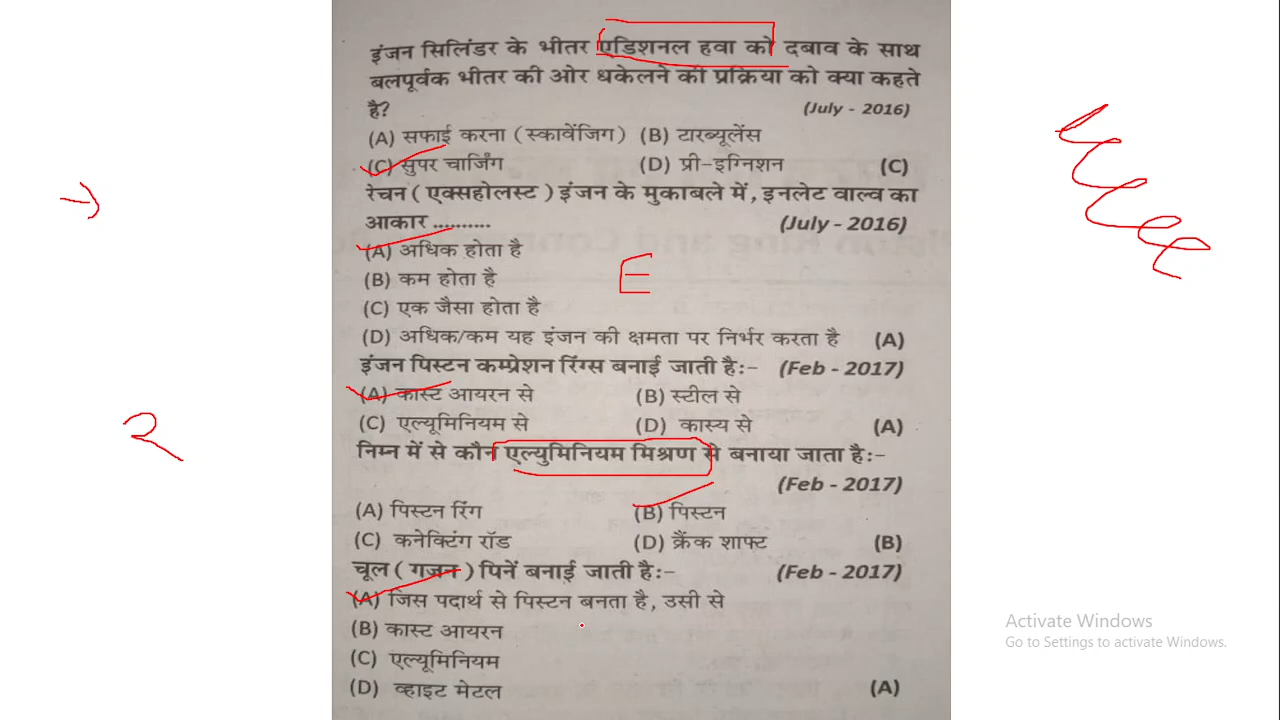 इंजन सिलिंडर के भीतर एडिशनल हवा को दबाव के साथ
बलपूर्वक भीतर की ओर धकेलने की प्रक्रिया को क्या कहते
है? (July - 2016)
(A) सफाई करना (स्कावेंजिग) (B) टारब्यूलेंस
(C) सुपर चार्जिंग (D) प्री-इग्निशन (C)
रेचन (एक्सहोलस्ट) इंजन के मुकाबले में, इनलेट वाल्व का
आकार .......... (July - 2016)
(A) अधिक होता है
(B) कम होता है
E
(C) एक जैसा होता है
(D) अधिक/कम यह इंजन की क्षमता पर निर्भर करता है (A)
इंजन पिस्टन कम्प्रेशन रिंग्स बनाई जाती है:- (Feb - 2017)
(A) कास्ट आयरन से (B) स्टील से
(C) एल्यूमिनियम से (D) कास्य से (A)
2
निम्न में से कौन एल्युमिनियम मिश्रण से बनाया जाता है:-
(Feb - 2017)
(A) पिस्टन रिंग (B) पिस्टन
(C) कनेक्टिंग रॉड (D) क्रैंक शाफ्ट (B)
चूल (गजन) पिनें बनाई जाती है:- (Feb - 2017)
(A) जिस पदार्थ से पिस्टन बनता है, उसी से
(B) कास्ट आयरन
(C) एल्यूमिनियम
(D) व्हाइट मेटल (A)
Activate Windows
Go to Settings to activate Windows.